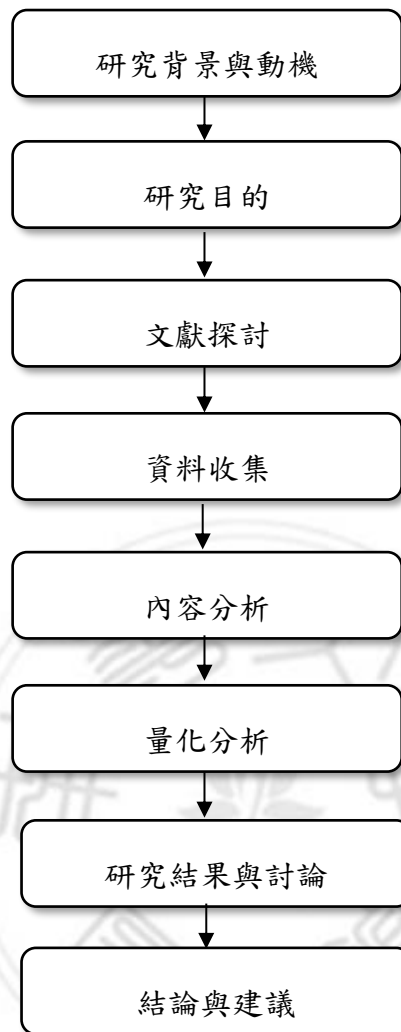 研究背景與動機
研究目的
文獻探討
資料收集
內容分析
量化分析
研究結果與討論
結論與建議